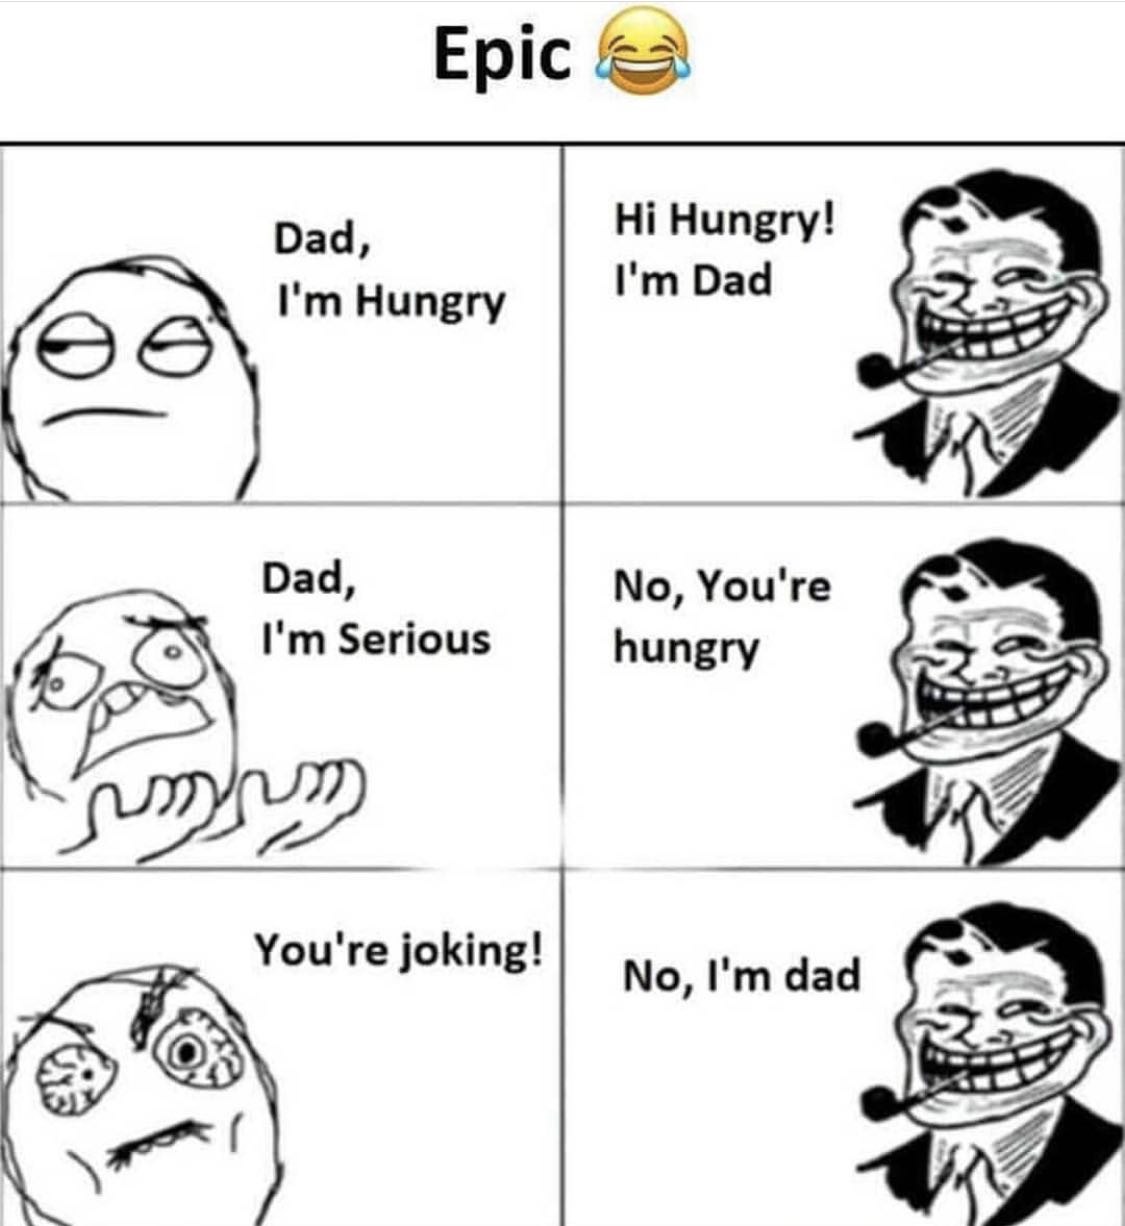 Epic 😂
Dad,
I'm Hungry
Hi Hungry!
I'm Dad
Dad,
I'm Serious
No, You're
hungry
You're joking!
No, I'm dad